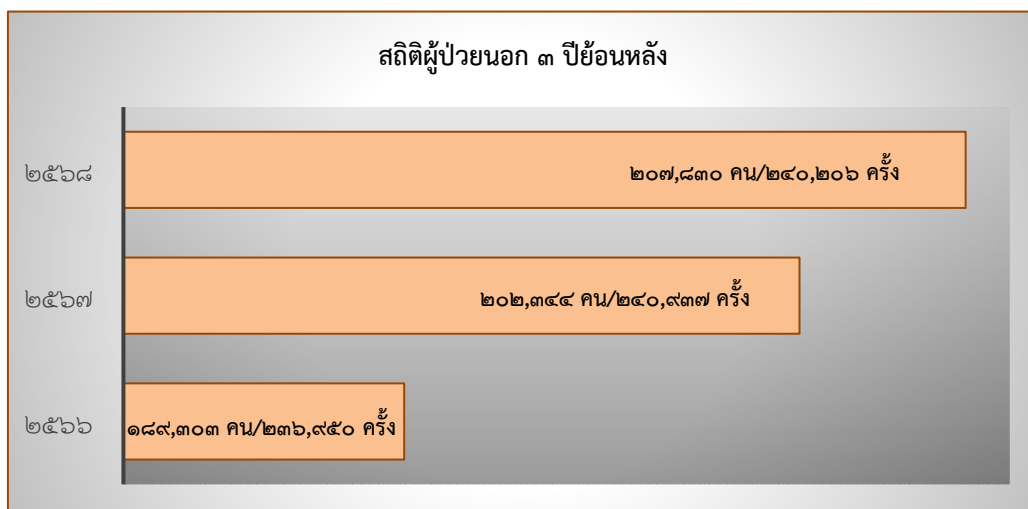 สถิติผู้ป่วยนอก ๓ ปีย้อนหลัง
๒๕๖๘
๒๐๗,๘๓๐ คน/๒๔๐,๒๐๖ ครั้ง
๒๕๖๗
๒๐๒,๓๔๔ คน/๒๔๐,๙๓๗ ครั้ง
๒๕๖๖
๑๘๙,๓๐๓ คน/๒๓๖,๙๕๐ ครั้ง